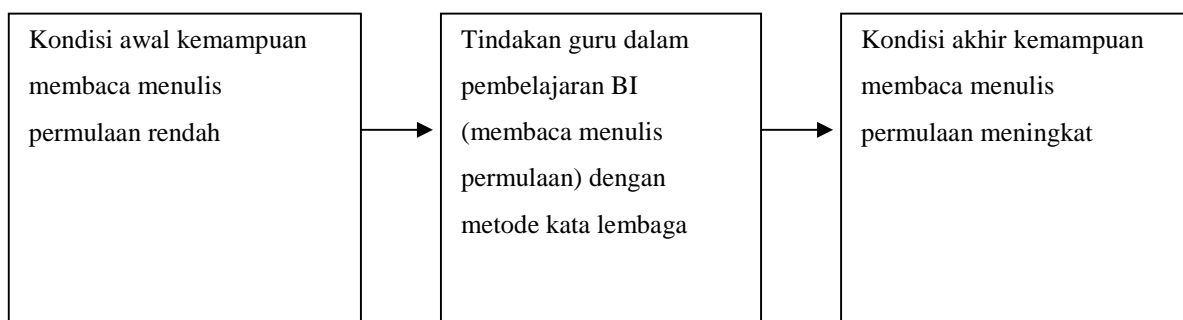 Kondisi awal kemampuan
membaca menulis
permulaan rendah
Tindakan guru dalam
pembelajaran BI
(membaca menulis
permulaan) dengan
metode kata lembaga
Kondisi akhir kemampuan
membaca menulis
permulaan meningkat